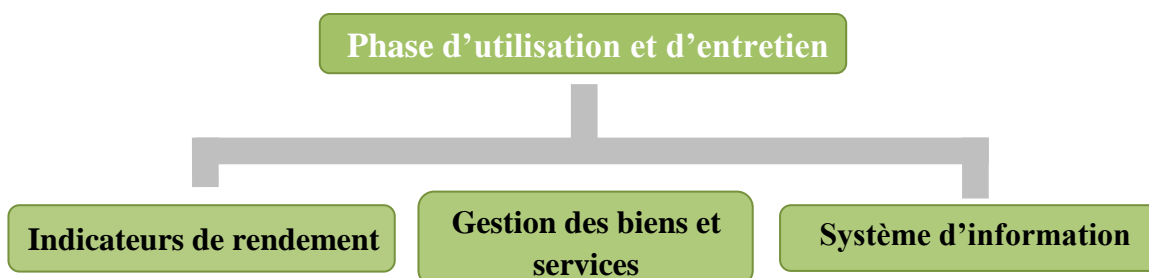 Phase d’utilisation et d’entretien
Indicateurs de rendement
Gestion des biens et
services
Système d’information